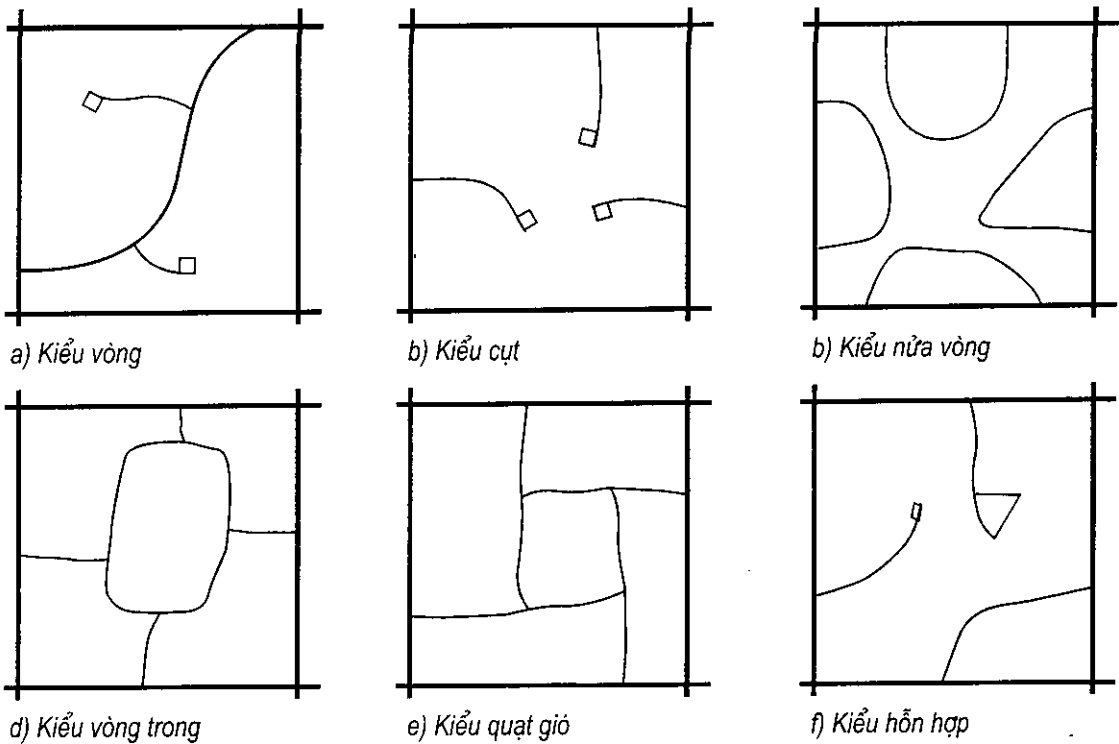 a) Kiểu vòng
b) Kiểu cụt
b) Kiểu nửa vòng
d) Kiểu vòng trong
e) Kiểu quạt gió
f) Kiểu hỗn hợp